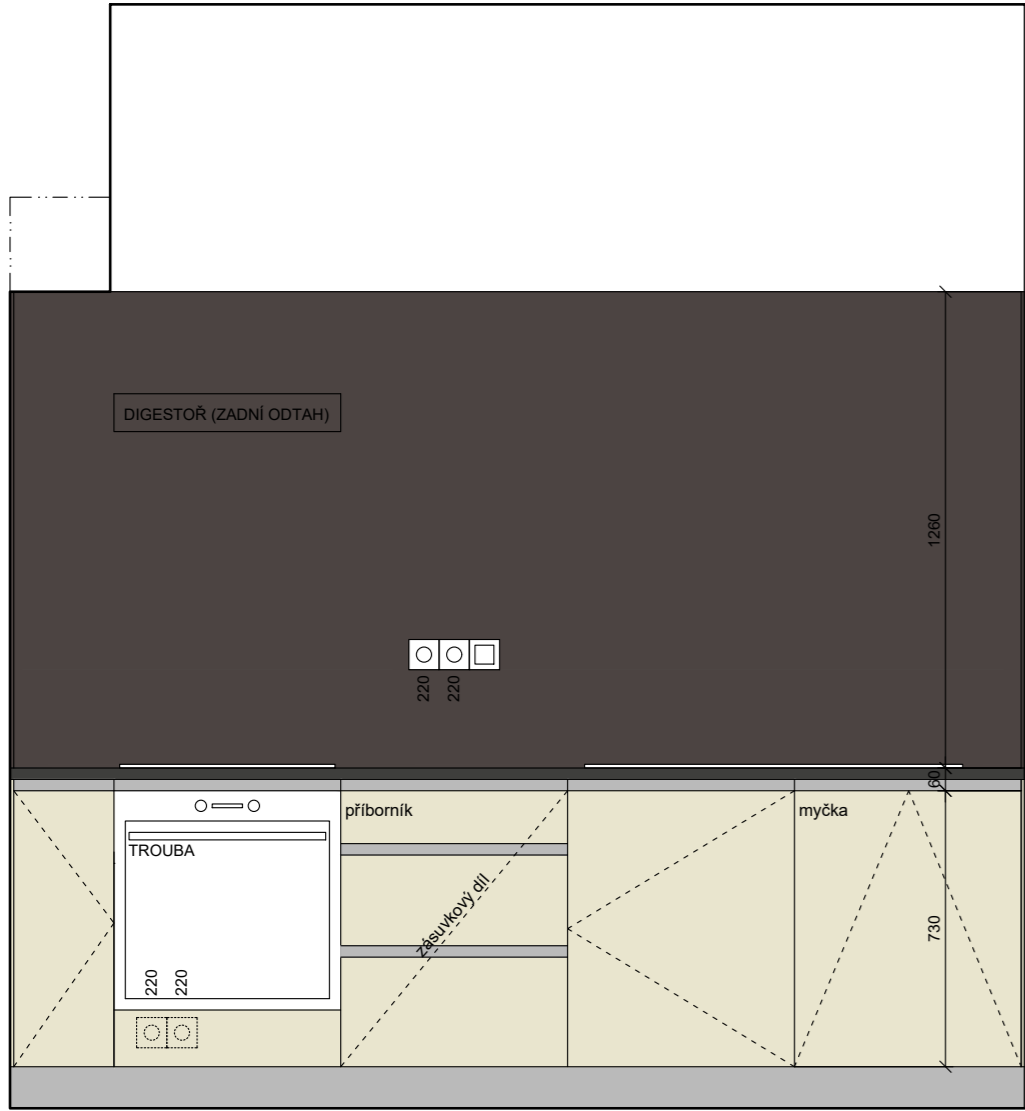 DIGESTOŘ (ZADNÍ ODTAH)
1260
220
220
60
příborník
myčka
TROUBA
zásuvkový díl
730
220
220